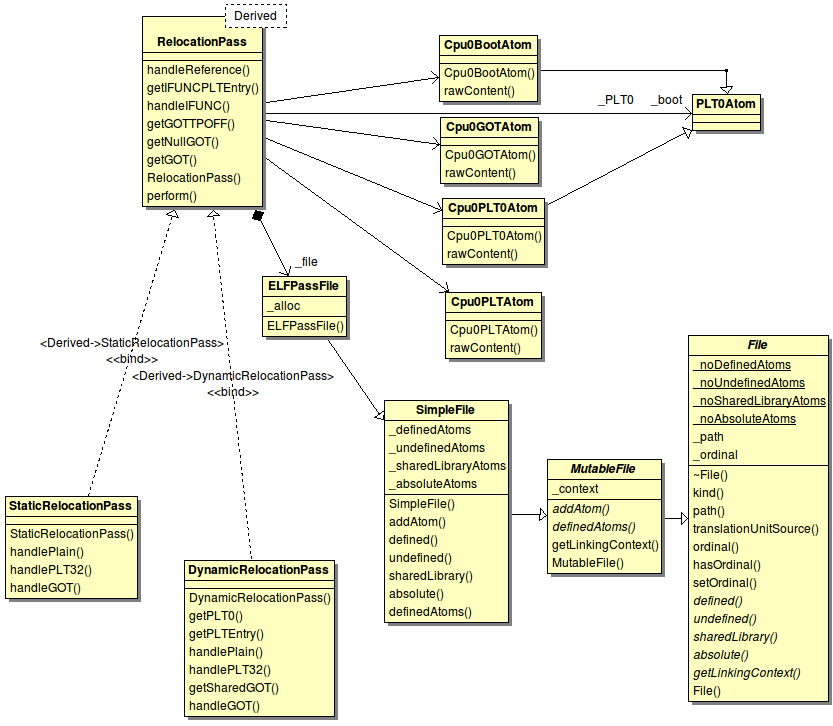 Derived
RelocationPass
handleReference()
getIFUNCPLTEntry()
handleIFUNC()
getGOTTPOFF()
getNullGOT()
getGOT()
RelocationPass()
perform()
Cpu0BootAtom
Cpu0BootAtom()
rawContent()
_PLT0
_boot
PLT0Atom
Cpu0GOTAtom
Cpu0GOTAtom()
rawContent()
Cpu0PLT0Atom
Cpu0PLT0Atom()
rawContent()
_file
ELFPassFile
_alloc
ELFPassFile()
Cpu0PLTAtom
Cpu0PLTAtom()
rawContent()
<Derived->StaticRelocationPass>
<<bind>>
<Derived->DynamicRelocationPass>
<<bind>>
File
_noDefinedAtoms
_noUndefinedAtoms
_noSharedLibraryAtoms
_noAbsoluteAtoms
_path
_ordinal
~File()
kind()
path()
translationUnitSource()
ordinal()
hasOrdinal()
setOrdinal()
defined()
undefined()
sharedLibrary()
absolute()
getLinkingContext()
File()
SimpleFile
_definedAtoms
_undefinedAtoms
_sharedLibraryAtoms
_absoluteAtoms
SimpleFile()
addAtom()
defined()
undefined()
sharedLibrary()
absolute()
definedAtoms()
MutableFile
_context
addAtom()
definedAtoms()
getLinkingContext()
MutableFile()
StaticRelocationPass
StaticRelocationPass()
handlePlain()
handlePLT32()
handleGOT()
DynamicRelocationPass
DynamicRelocationPass()
getPLT0()
getPLTEntry()
handlePlain()
handlePLT32()
getSharedGOT()
handleGOT()